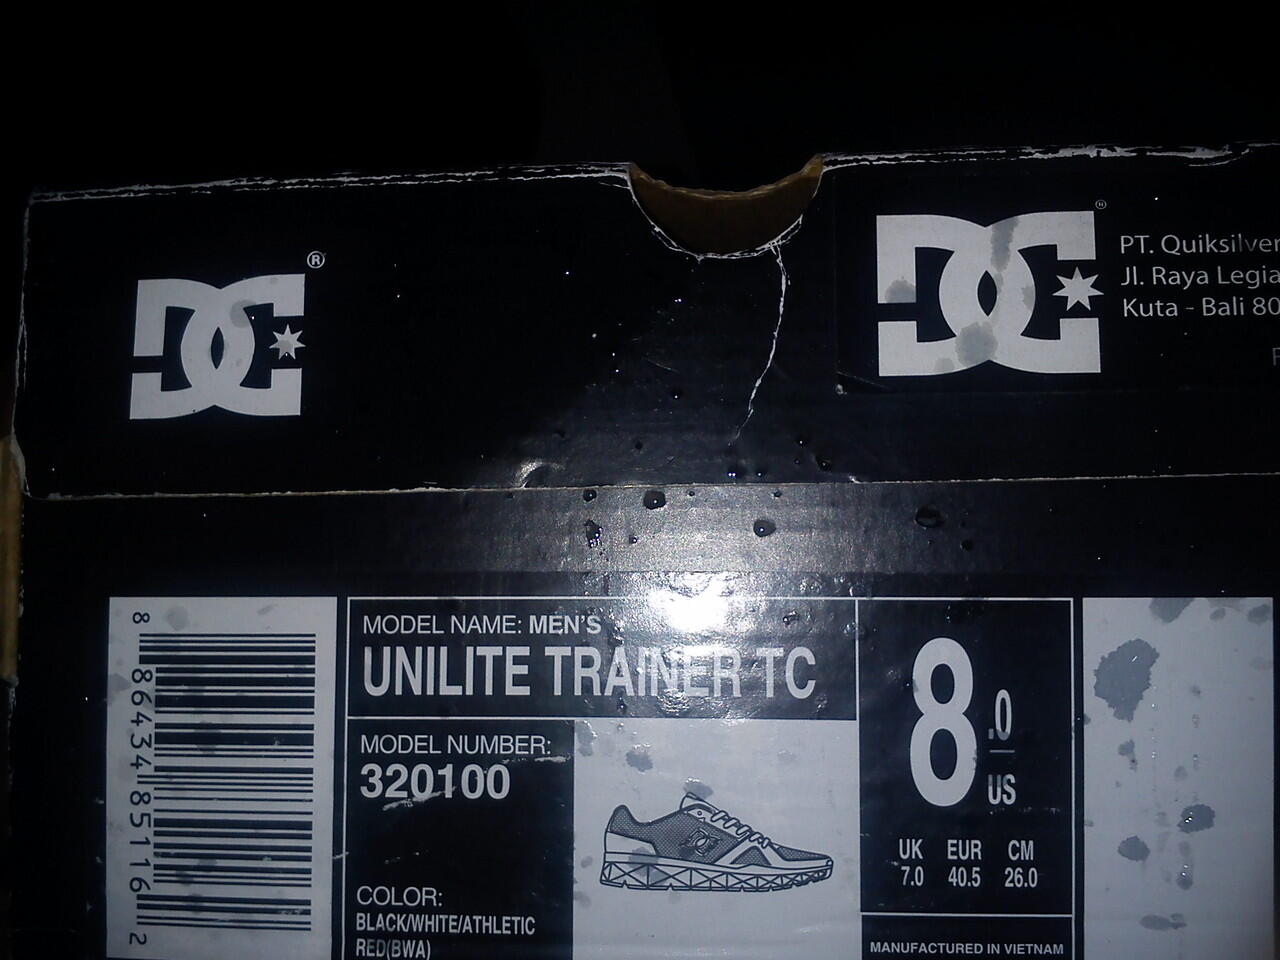 DC
®
DC
®
PT. Quiksilver
Jl. Raya Legia
Kuta - Bali 80
8 86434 85116 2
MODEL NAME: MEN'S
UNILITE TRAINER TC
MODEL NUMBER:
320100
COLOR:
BLACK/WHITE/ATHLETIC
RED(BWA)
8.0
US
UK EUR CM
7.0 40.5 26.0
MANUFACTURED IN VIETNAM